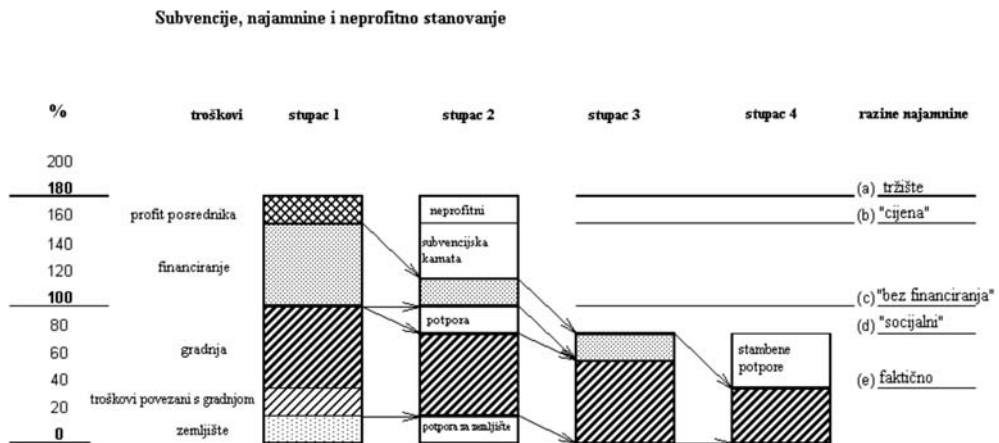 Subvencije, najamnine i neprofitno stanovanje
% troškovi stupac 1 stupac 2 stupac 3 stupac 4 razine najamnine
200
180 (a) tržište
160 profit posrednika neprofitni (b) "cijena"
140 subvencijska
kamata
120 financiranje
100 (c) "bez financiranja"
80 potpora (d) "socijalni"
60 gradnja stambene
potpore
40 (e) faktično
20 troškovi povezani s gradnjom
0 zemljište potpora za zemljište